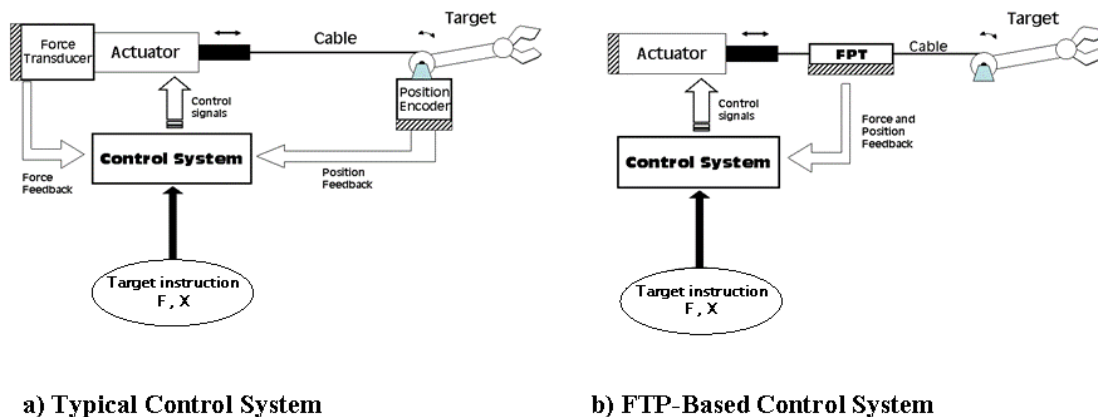 Force
Transducer
Actuator
Cable
Target
Position
Encoder
Control
signals
Control System
Force
Feedback
Position
Feedback
Target instruction
F , X
a) Typical Control System
Actuator
FPT
Cable
Target
Control
signals
Force and
Position
Feedback
Control System
Target instruction
F , X
b) FTP-Based Control System